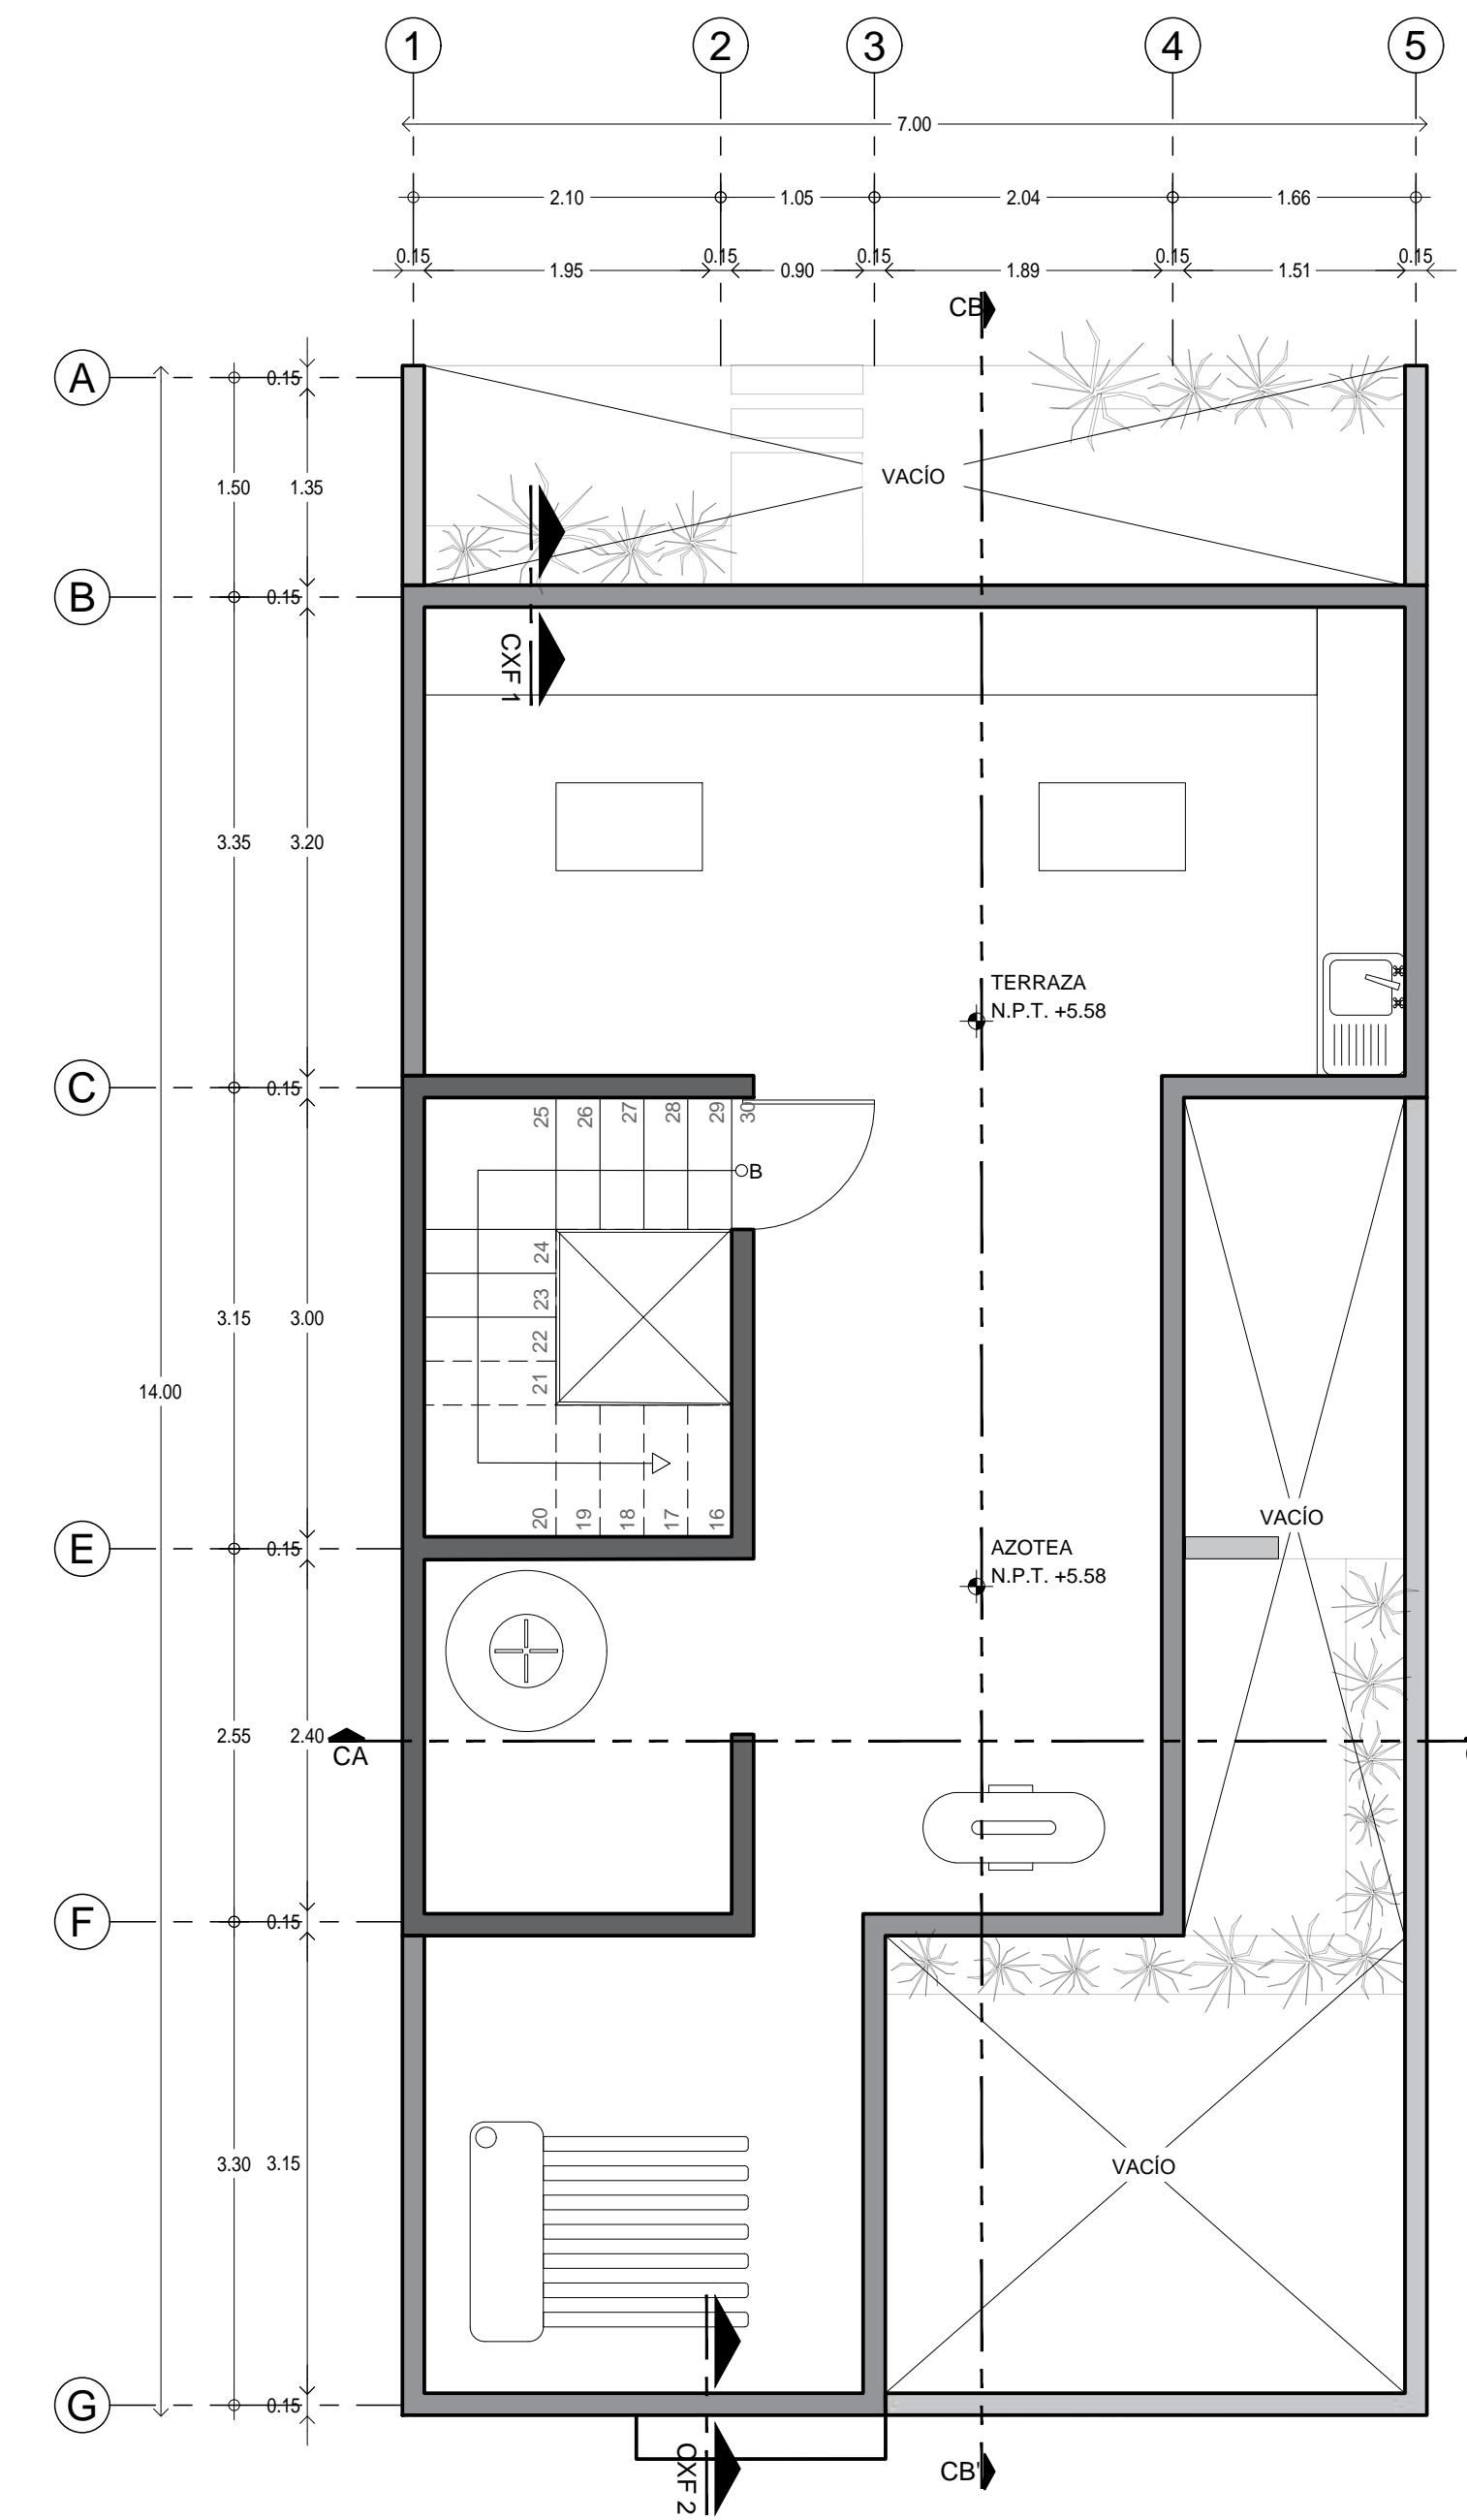 1 2 3 4 5
7.00
2.10 1.05 2.04 1.66
0.15 0.15 0.15 0.15 0.15
1.95 0.90 1.89 1.51
CB
A
0.15
VACÍO
1.50 1.35
B
0.15
CXF 1
3.35 3.20
TERRAZA
N.P.T. +5.58
C
0.15
25 26 27 28 29 30
B
24
23
22
21
3.15 3.00
14.00
20 19 18 17 16
VACÍO
E
0.15
AZOTEA
N.P.T. +5.58
2.55 2.40
CA
F
0.15
3.30 3.15
VACÍO
G
0.15
CXF 2
CB'